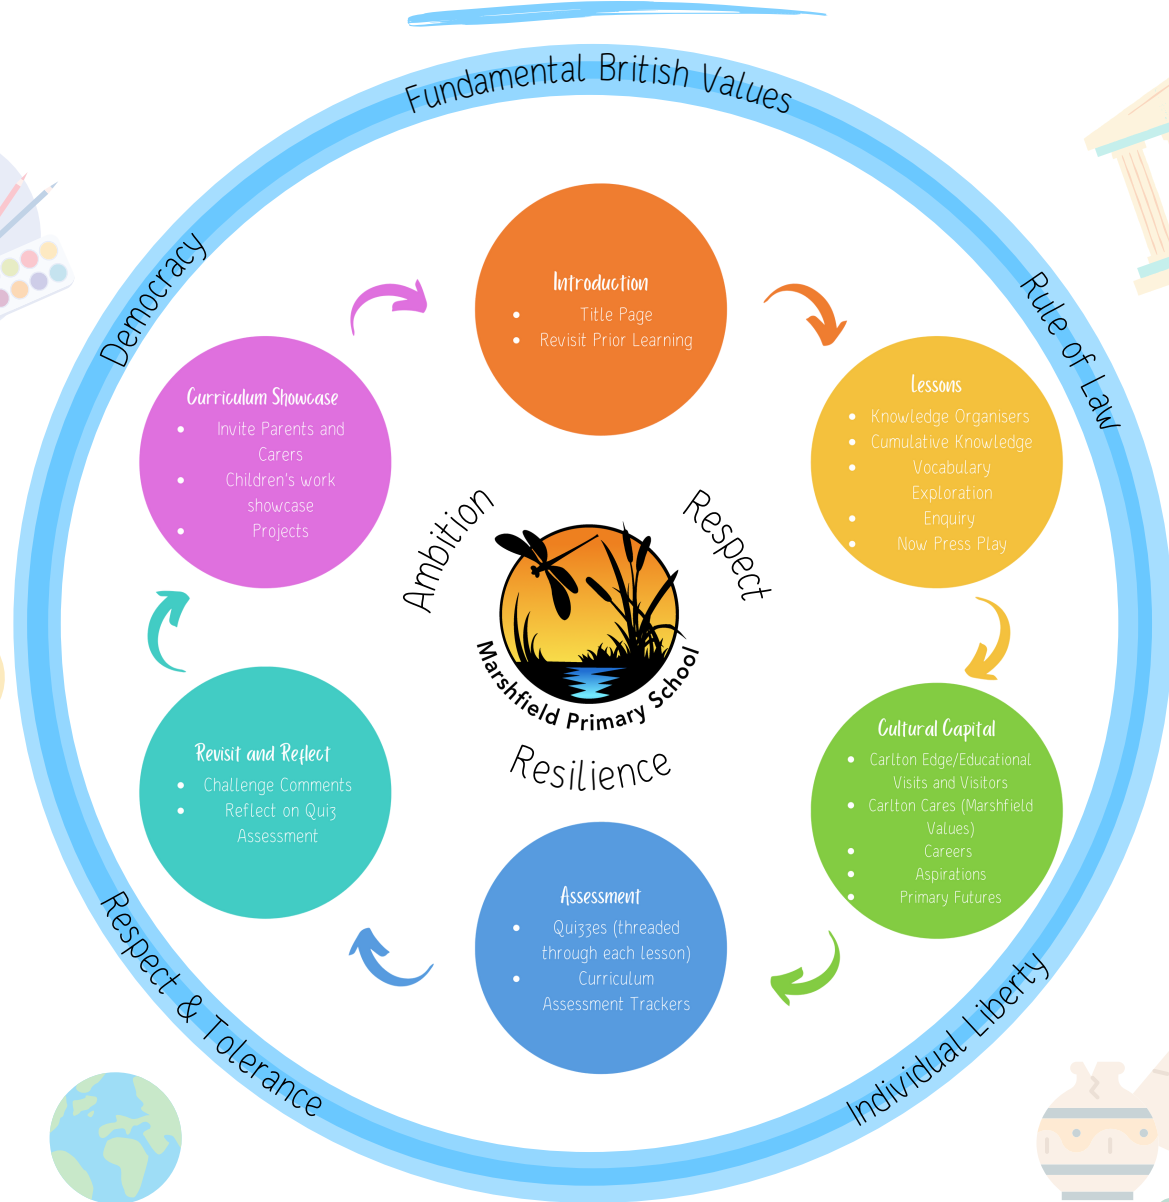 Fundamental British Values
Democracy
Rule of Law
Introduction
• Title Page
• Revisit Prior Learning
Lessons
• Knowledge Organisers
• Cumulative Knowledge
• Vocabulary
Exploration
• Enquiry
• Now Press Play
Cultural Capital
• Carlton Edge/Educational
Visits and Visitors
• Carlton Cares (Marshfield
Values)
• Careers
• Aspirations
• Primary Futures
Assessment
• Quizzes (threaded
through each lesson)
• Curriculum
Assessment Trackers
Revisit and Reflect
• Challenge Comments
• Reflect on Quiz
Assessment
Curriculum Showcase
• Invite Parents and
Carers
• Children's work
showcase
• Projects
Ambition
Respect
Marshfield Primary School
Resilience
Respect & Tolerance
Individual Liberty